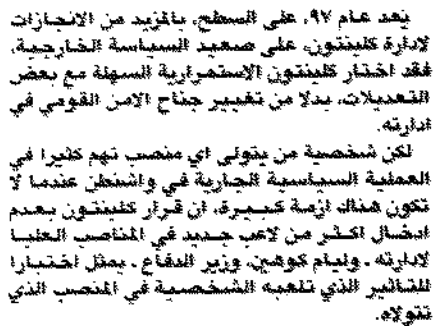 يعد عام ٩٧، على السطح، بالمزيد من الانجازات
لادارة كلينتون، على صعيد السياسة الخارجية،
فقد اختار كلينتون الاستمرارية السهلة مع بعض
التعديلات، بدلا من تغيير جناح الامن القومي في
ادارته.
لكن شخصية من يتولى اي منصب تهم كثيرا في
العملية السياسية الجارية في واشنطن عندما لا
تكون هناك ازمة كبيرة، ان قرار كلينتون بعدم
ادخال اكثر من لاعب جديد في المناصب العليا
لادارته ـ وليام كوهين، وزير الدفاع ـ يمثل اختبارا
للتاثير الذي تلعبه الشخصية في المنصب الذي
تتولاه.